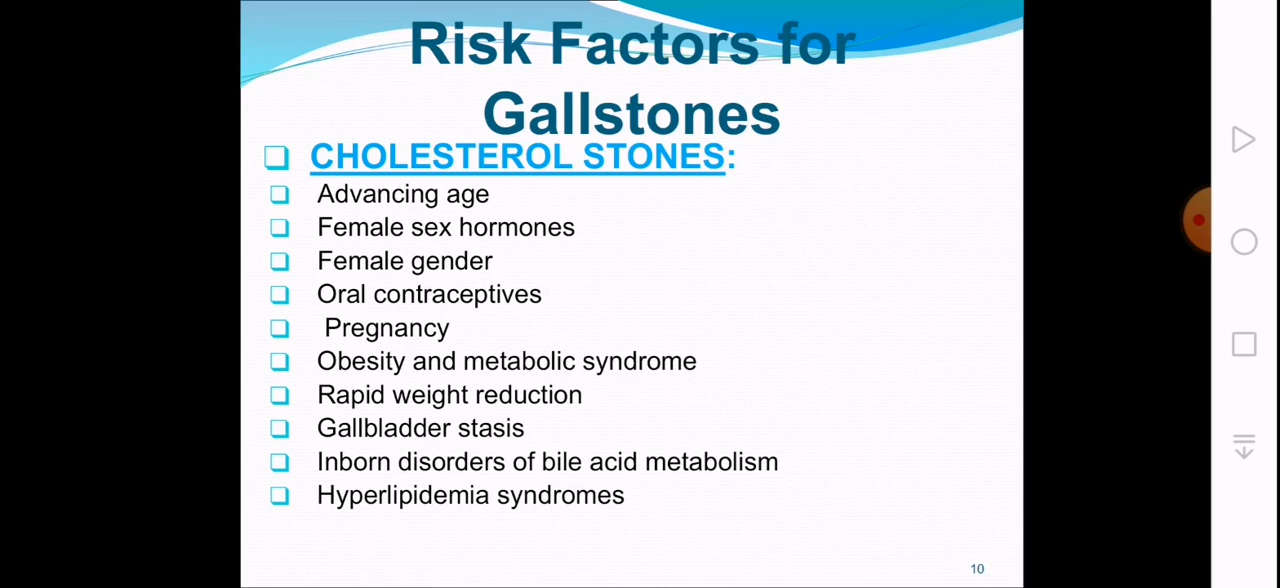 Risk Factors for
Gallstones
CHOLESTEROL STONES:
Advancing age
Female sex hormones
Female gender
Oral contraceptives
Pregnancy
Obesity and metabolic syndrome
Rapid weight reduction
Gallbladder stasis
Inborn disorders of bile acid metabolism
Hyperlipidemia syndromes
10